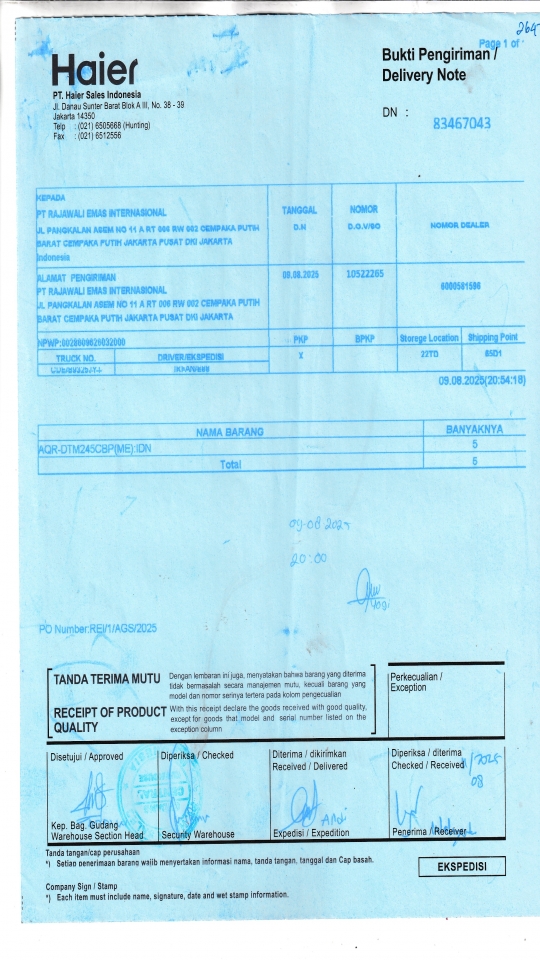 264
Page 1 of
Haier
PT. Haier Sales Indonesia
Jl. Danau Sunter Barat Blok A III, No. 38 - 39
Jakarta 14350
Telp : (021) 6505668 (Hunting)
Fax : (021) 6512556
Bukti Pengiriman /
Delivery Note
DN :
83467043
KEPADA
PT RAJAWALI EMAS INTERNASIONAL
JL PANGKALAN ASEM NO 11 A RT 006 RW 002 CEMPAKA PUTIH
BARAT CEMPAKA PUTIH JAKARTA PUSAT DKI JAKARTA
Indonesia
TANGGAL
D.N
NOMOR
D.O.V/SO
NOMOR DEALER
ALAMAT PENGIRIMAN
PT RAJAWALI EMAS INTERNASIONAL
JL PANGKALAN ASEM NO 11 A RT 006 RW 002 CEMPAKA PUTIH
BARAT CEMPAKA PUTIH JAKARTA PUSAT DKI JAKARTA
09.08.2025
10522265
NPWP:0028609626032000
PKP
BPKP
Storege Location
Shipping Point
TRUCK NO.
DRIVER/EKSPEDISI
X
22TD
65D1
09.08.2025(20:54:18)
NAMA BARANG
BANYAKNYA
AQR-DTM245CBP(ME):IDN
5
Total
5
09-08 2025
20:00
Yogi
PO Number:REI/1/AGS/2025
TANDA TERIMA MUTU
RECEIPT OF PRODUCT
QUALITY
Dengan lembaran ini juga, menyatakan bahwa barang yang diterima
tidak bermasalah secara manajemen mutu, kecuali barang yang
model dan nomor serinya tertera pada kolom pengecualian
With this receipt declare the goods received with good quality,
except for goods that model and serial number listed on the
exception column
Perkecualian /
Exception
Disetujui / Approved
Diperiksa / Checked
Diterima / dikirimkan
Received / Delivered
Diperiksa / diterima
Checked / Received
/2025
08
Andi
Kep. Bag. Gudang
Warehouse Section Head
Security Warehouse
Expedisi / Expedition
Penerima / Receiver
Tanda tangan/cap perusahaan
*) Setiap penerimaan barang wajib menyertakan informasi nama, tanda tangan, tanggal dan Cap basah.
EKSPEDISI
Company Sign / Stamp
*) Each item must include name, signature, date and wet stamp information.